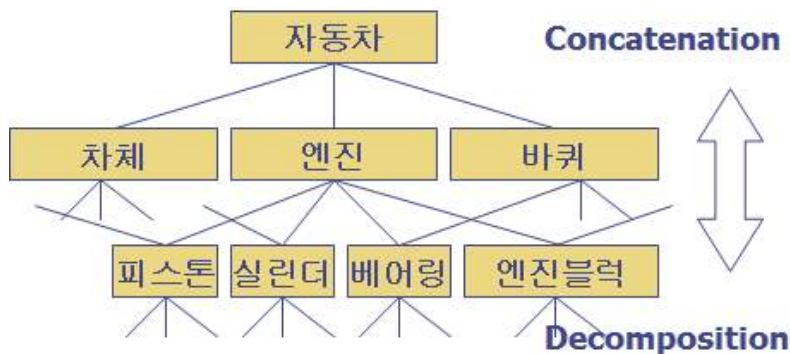 자동차
Concatenation
차체
엔진
바퀴
피스톤
실린더
베어링
엔진블럭
Decomposition